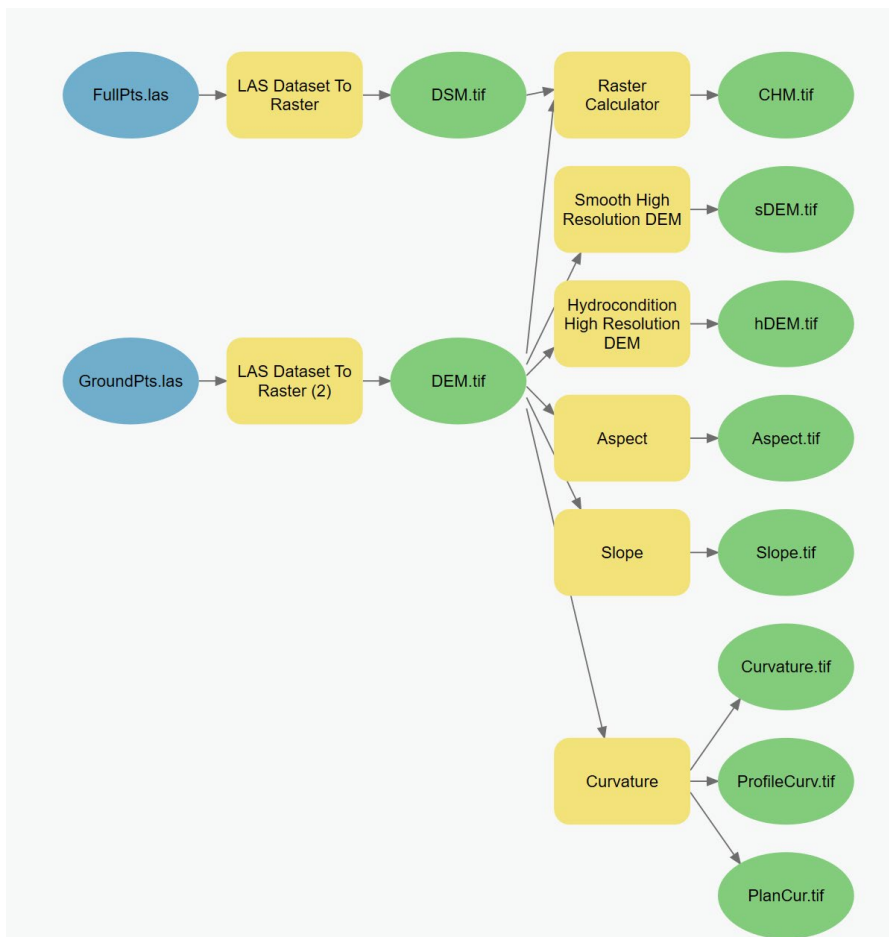 FullPts.las
LAS Dataset To
Raster
DSM.tif
Raster
Calculator
CHM.tif
Smooth High
Resolution DEM
sDEM.tif
Hydrocondition
High Resolution
DEM
hDEM.tif
GroundPts.las
LAS Dataset To
Raster (2)
DEM.tif
Aspect
Aspect.tif
Slope
Slope.tif
Curvature.tif
Curvature
ProfileCurv.tif
PlanCur.tif